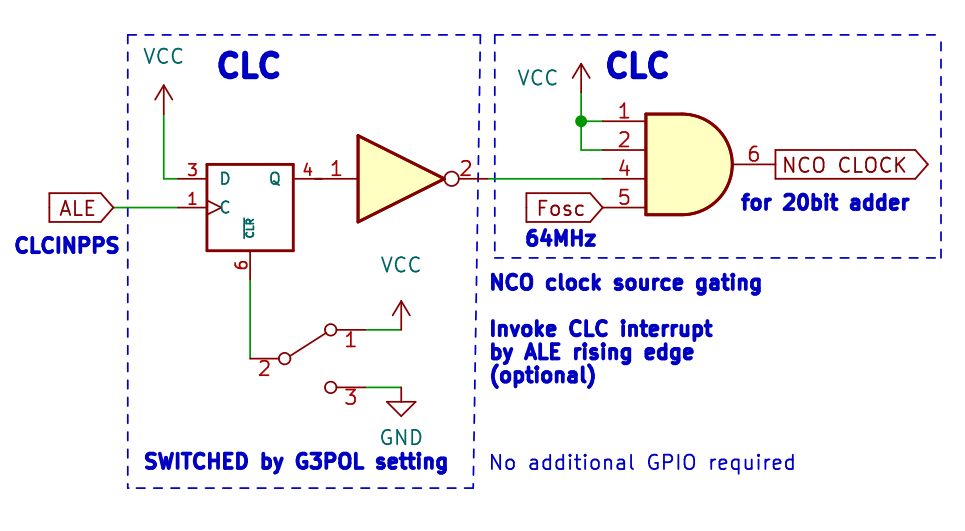 VCC
CLC
3
D
Q
4
1
2
ALE
1
C
CLR
CLCINPPS
6
VCC
1
2
3
GND
SWITCHED by G3POL setting
VCC
CLC
1
2
4
5
6
NCO CLOCK
Fosc
64MHz
for 20bit adder
NCO clock source gating
Invoke CLC interrupt
by ALE rising edge
(optional)
No additional GPIO required